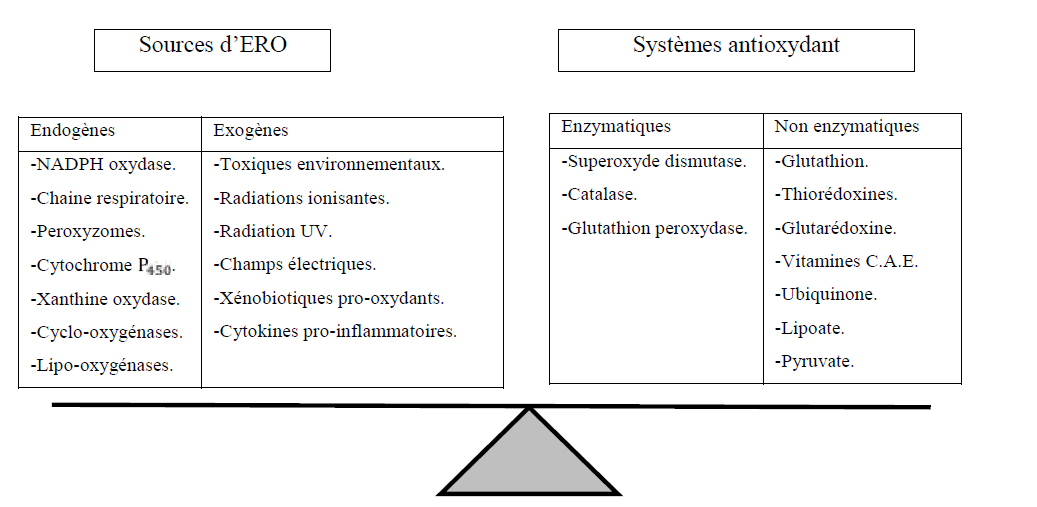 Sources d’ERO
Systèmes antioxydant
Endogènes
Exogènes
-NADPH oxydase.
-Chaine respiratoire.
-Peroxyzomes.
-Cytochrome P450.
-Xanthine oxydase.
-Cyclo-oxygénases.
-Lipo-oxygénases.
-Toxiques environnementaux.
-Radiations ionisantes.
-Radiation UV.
-Champs électriques.
-Xénobiotiques pro-oxydants.
-Cytokines pro-inflammatoires.
Enzymatiques
Non enzymatiques
-Superoxyde dismutase.
-Catalase.
-Glutathion peroxydase.
-Glutathion.
-Thiorédoxines.
-Glutarédoxine.
-Vitamines C.A.E.
-Ubiquinone.
-Lipoate.
-Pyruvate.